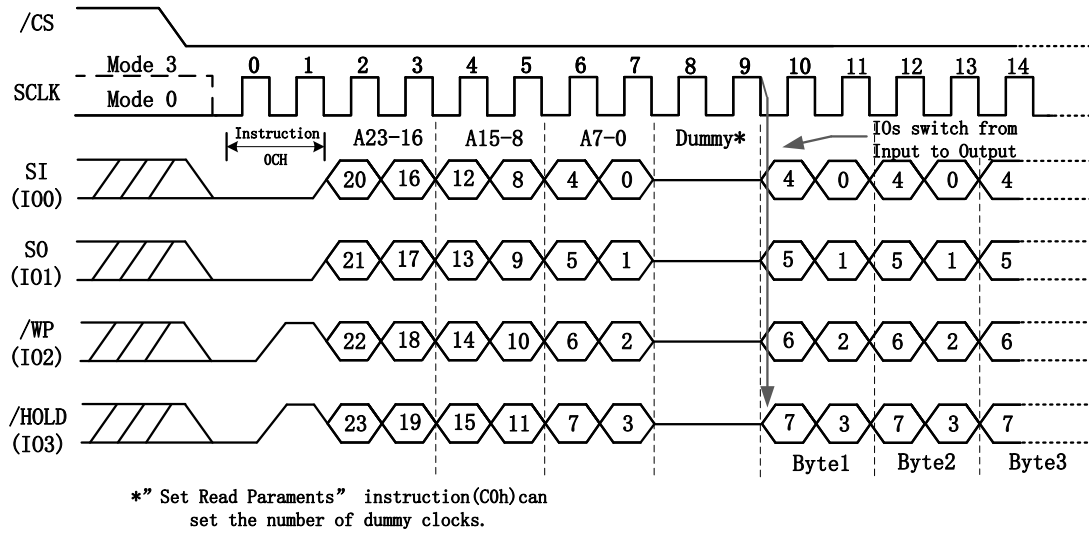 /CS
Mode 3 0 1 2 3 4 5 6 7 8 9 10 11 12 13 14
SCLK
Mode 0
Instruction A23-16 A15-8 A7-0 Dummy* IOs switch from
0CH Input to Output
SI
(IO0) 20 16 12 8 4 0 4 0 4 0 4
SO
(IO1) 21 17 13 9 5 1 5 1 5 1 5
/WP
(IO2) 22 18 14 10 6 2 6 2 6 2 6
/HOLD
(IO3) 23 19 15 11 7 3 7 3 7 3 7
Byte1 Byte2 Byte3
*” Set Read Paraments” instruction(C0h)can
set the number of dummy clocks.